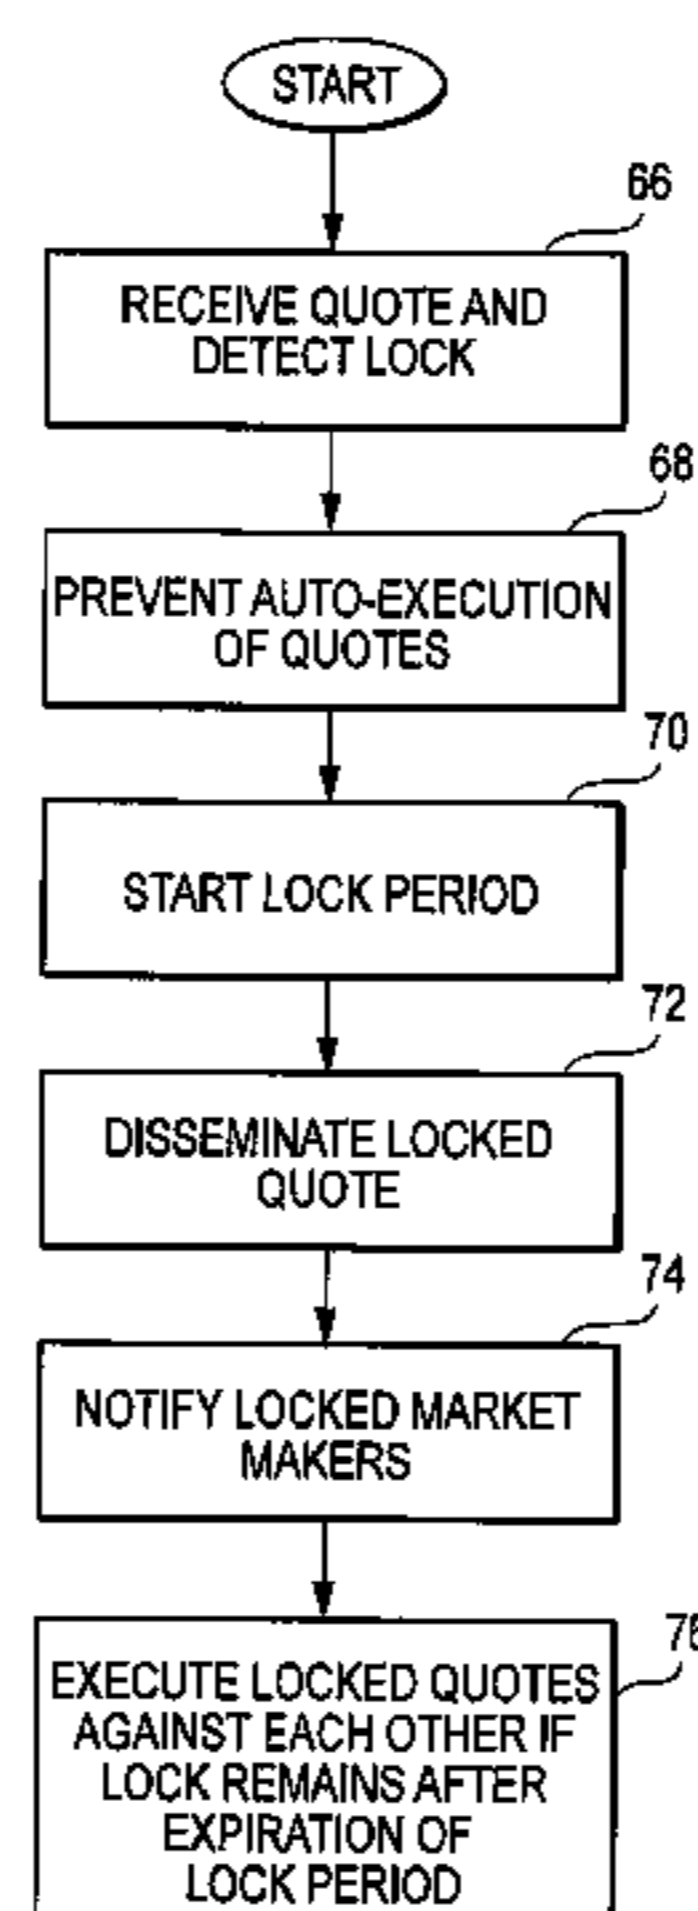 START
66
RECEIVE QUOTE AND
DETECT LOCK
68
PREVENT AUTO-EXECUTION
OF QUOTES
70
START LOCK PERIOD
72
DISSEMINATE LOCKED
QUOTE
74
NOTIFY LOCKED MARKET
MAKERS
76
EXECUTE LOCKED QUOTES
AGAINST EACH OTHER IF
LOCK REMAINS AFTER
EXPIRATION OF
LOCK PERIOD